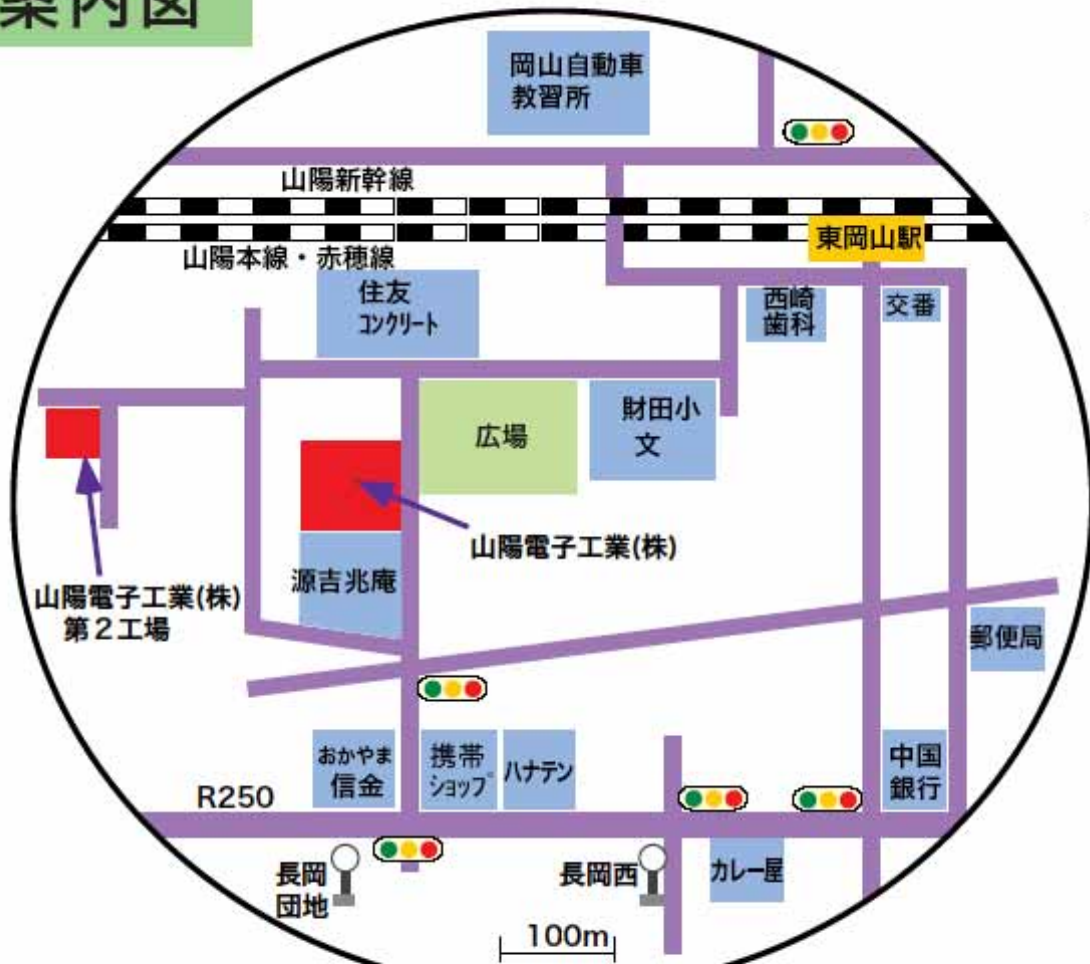 案内図
岡山自動車
教習所
山陽新幹線
東岡山駅
山陽本線・赤穂線
住友
コンクリート
西崎
歯科
交番
財田小
文
広場
山陽電子工業(株)
源吉兆庵
山陽電子工業(株)
第２工場
郵便局
おかやま
信金
携帯
ショップ
ハナテン
中国
銀行
R250
長岡
団地
長岡西
カレー屋
100m